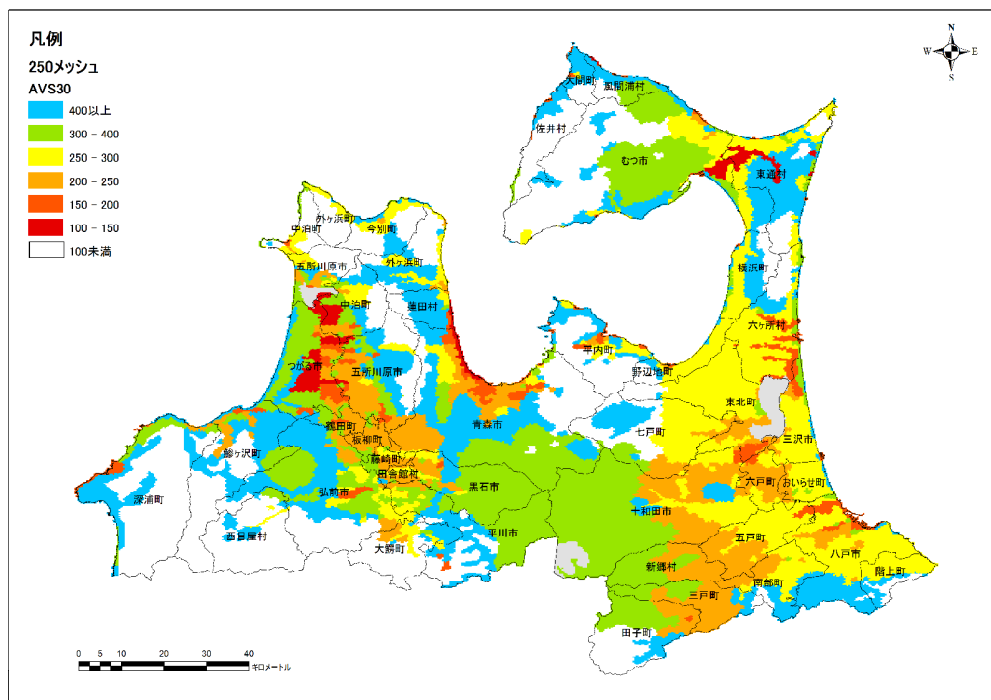 凡例
250メッシュ
AVS30
400以上
300 - 400
250 - 300
200 - 250
150 - 200
100 - 150
100未満
N
W
E
S
大間町
風間浦村
佐井村
むつ市
東通村
外ヶ浜町
中泊町
今別町
五所川原市
外ヶ浜町
横浜町
中泊町
蓬田村
六ヶ所村
平内町
つがる市
五所川原市
野辺地町
東北町
鶴田町
青森市
七戸町
三沢市
板柳町
鰺ヶ沢町
藤崎町
田舎館村
六戸町
おいらせ町
深浦町
弘前市
黒石市
十和田市
西目屋村
平川市
五戸町
大鰐町
八戸市
新郷村
階上町
南部町
三戸町
田子町
0 5 10 20 30 40
キロメートル